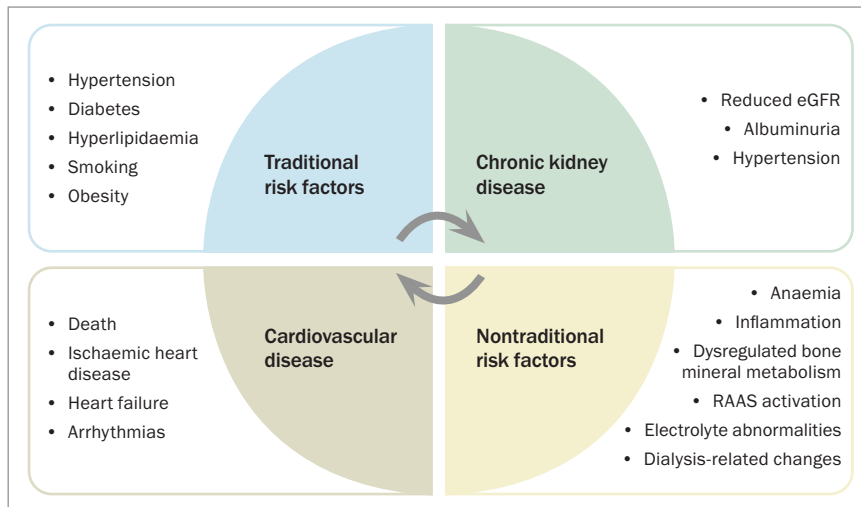 • Hypertension
• Diabetes
• Hyperlipidaemia
• Smoking
• Obesity
Traditional
risk factors
Chronic kidney
disease
• Reduced eGFR
• Albuminuria
• Hypertension
• Death
• Ischaemic heart
disease
• Heart failure
• Arrhythmias
Cardiovascular
disease
Nontraditional
risk factors
• Anaemia
• Inflammation
• Dysregulated bone
mineral metabolism
• RAAS activation
• Electrolyte abnormalities
• Dialysis-related changes